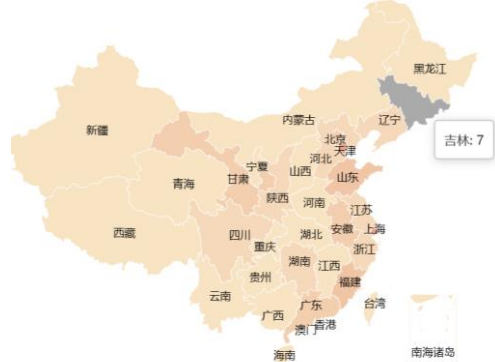 黑龙江
内蒙古
辽宁
吉林: 7
新疆
北京
天津
河北
宁夏
山西
山东
甘肃
青海
陕西
河南
江苏
西藏
四川
湖北
安徽
上海
重庆
浙江
湖南
江西
贵州
福建
云南
广西
广东
台湾
香港
澳门
海南
南海诸岛